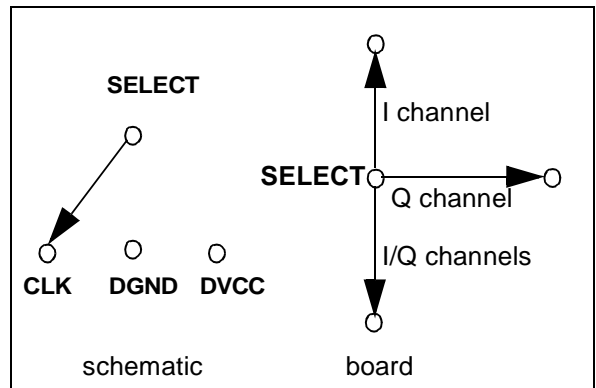 SELECT
CLK DGND DVCC
schematic
I channel
SELECT
Q channel
I/Q channels
board